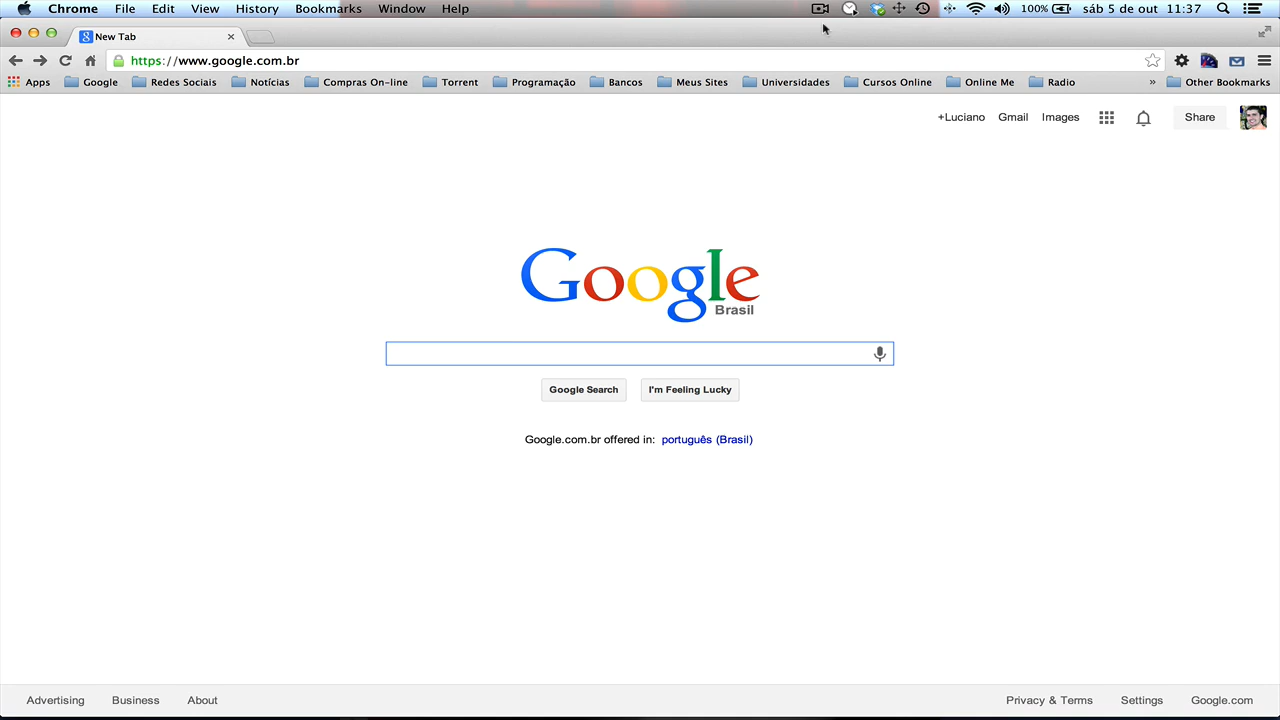 Chrome File Edit View History Bookmarks Window Help 100% sáb 5 de out 11:37
New Tab
https://www.google.com.br
Apps Google Redes Sociais Notícias Compras On-line Torrent Programação Bancos Meus Sites Universidades Cursos Online Online Me Radio » Other Bookmarks
+Luciano Gmail Images Share
Google
Brasil
Google Search I'm Feeling Lucky
Google.com.br offered in: português (Brasil)
Advertising Business About Privacy & Terms Settings Google.com